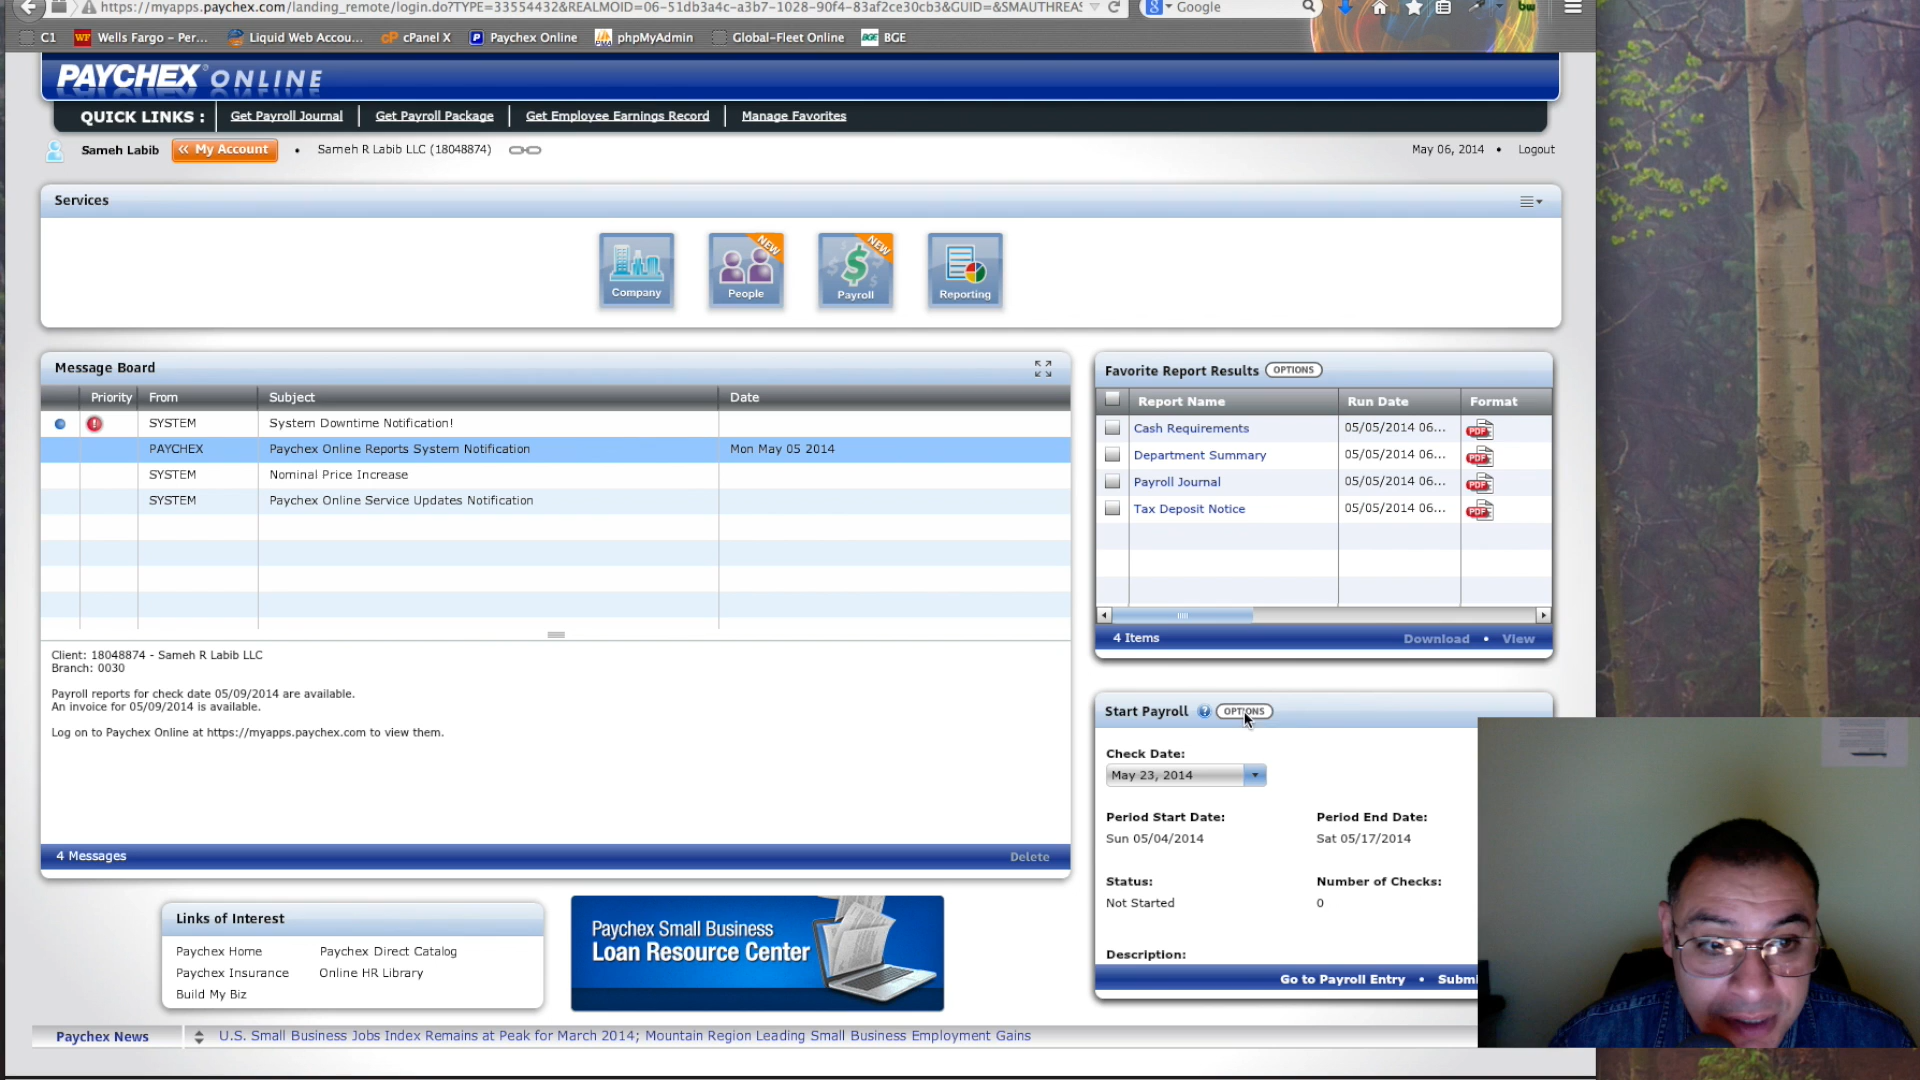 https://myapps.paychex.com/landing_remote/login.do?TYPE=33554432&REALMOID=06-51db3a4c-a3b7-1028-90f4-83af2ce30cb3&GUID=&SMAUTHREAS
Google
C1
WF Wells Fargo – Per...
Liquid Web Accou...
cP cPanel X
P Paychex Online
phpMyAdmin
Global-Fleet Online
BGE BGE
PAYCHEX® ONLINE
QUICK LINKS : Get Payroll Journal Get Payroll Package Get Employee Earnings Record Manage Favorites
Sameh Labib « My Account • Sameh R Labib LLC (18048874)
May 06, 2014 • Logout
Services
Company
NEW People
NEW Payroll
Reporting
Message Board
Priority From Subject Date
SYSTEM System Downtime Notification!
PAYCHEX Paychex Online Reports System Notification Mon May 05 2014
SYSTEM Nominal Price Increase
SYSTEM Paychex Online Service Updates Notification
Client: 18048874 - Sameh R Labib LLC
Branch: 0030
Payroll reports for check date 05/09/2014 are available.
An invoice for 05/09/2014 is available.
Log on to Paychex Online at https://myapps.paychex.com to view them.
4 Messages Delete
Favorite Report Results OPTIONS
Report Name Run Date Format
Cash Requirements 05/05/2014 06... PDF
Department Summary 05/05/2014 06... PDF
Payroll Journal 05/05/2014 06... PDF
Tax Deposit Notice 05/05/2014 06... PDF
4 Items Download • View
Start Payroll ? OPTIONS
Check Date:
May 23, 2014
Period Start Date: Period End Date:
Sun 05/04/2014 Sat 05/17/2014
Status: Number of Checks:
Not Started 0
Description:
Go to Payroll Entry • Submi
Links of Interest
Paychex Home Paychex Direct Catalog
Paychex Insurance Online HR Library
Build My Biz
Paychex Small Business
Loan Resource Center
Paychex News U.S. Small Business Jobs Index Remains at Peak for March 2014; Mountain Region Leading Small Business Employment Gains